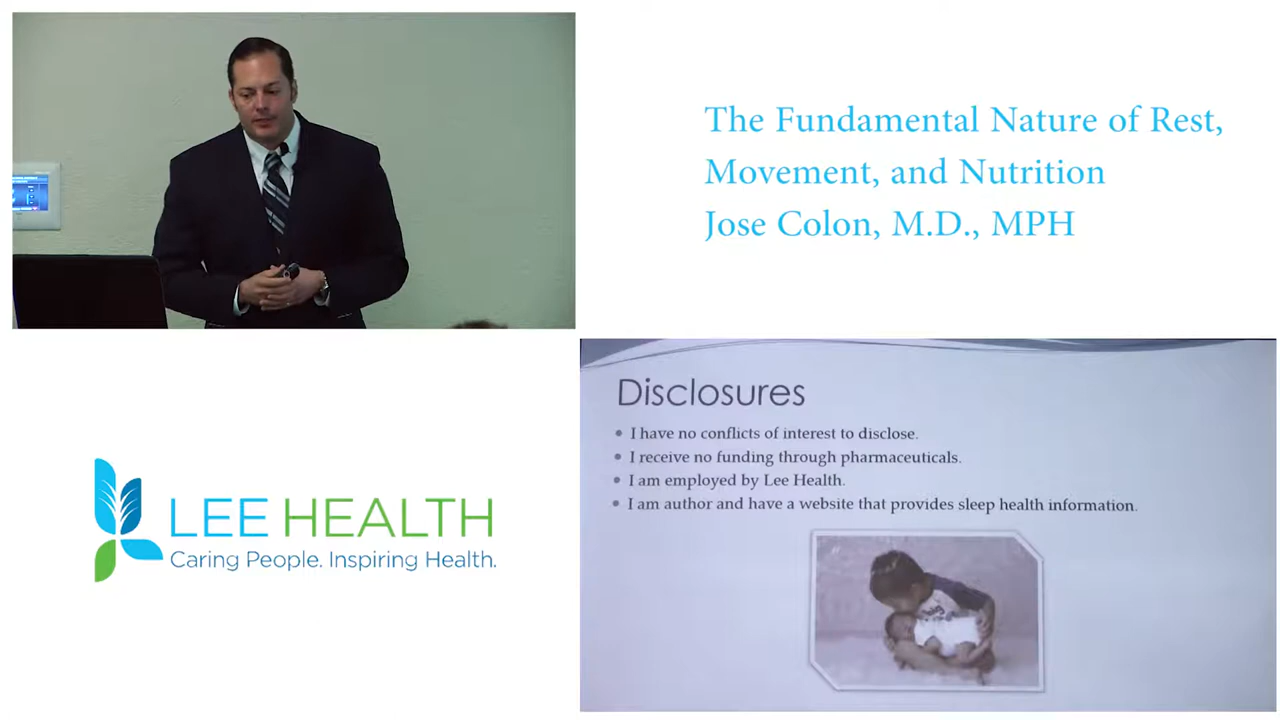 The Fundamental Nature of Rest,
Movement, and Nutrition
Jose Colon, M.D., MPH
LEE HEALTH
Caring People. Inspiring Health.
Disclosures
• I have no conflicts of interest to disclose.
• I receive no funding through pharmaceuticals.
• I am employed by Lee Health.
• I am author and have a website that provides sleep health information.